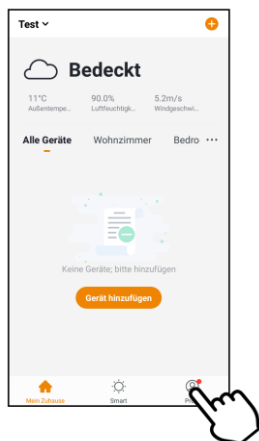 Test
Bedeckt
11°C 90.0% 5.2m/s
Außentempe... Luftfeuchtigk... Windgeschwi...
Alle Geräte Wohnzimmer Bedro ...
Keine Geräte; bitte hinzufügen
Gerät hinzufügen
Mein Zuhause Smart